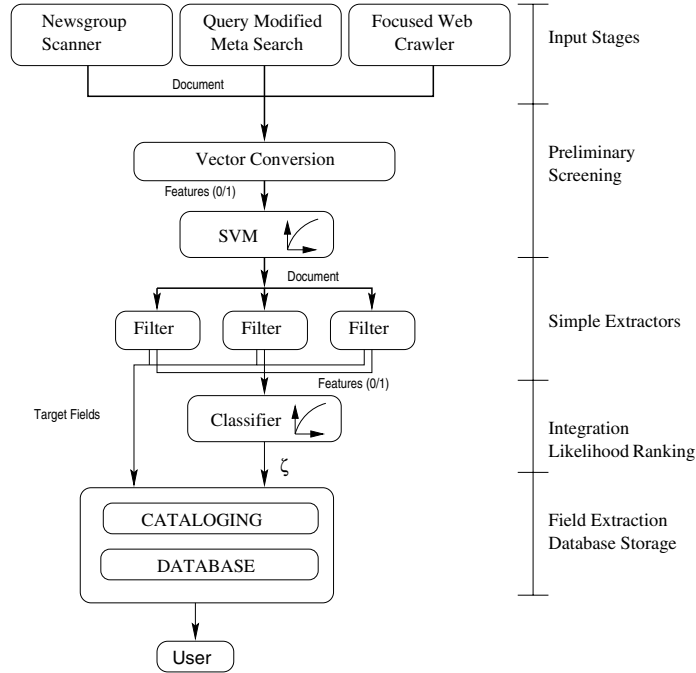 Newsgroup
Scanner
Query Modified
Meta Search
Focused Web
Crawler
Input Stages
Document
Vector Conversion
Preliminary
Screening
Features (0/1)
SVM
Document
Filter
Filter
Filter
Simple Extractors
Features (0/1)
Target Fields
Classifier
Integration
Likelihood Ranking
ζ
CATALOGING
DATABASE
Field Extraction
Database Storage
User